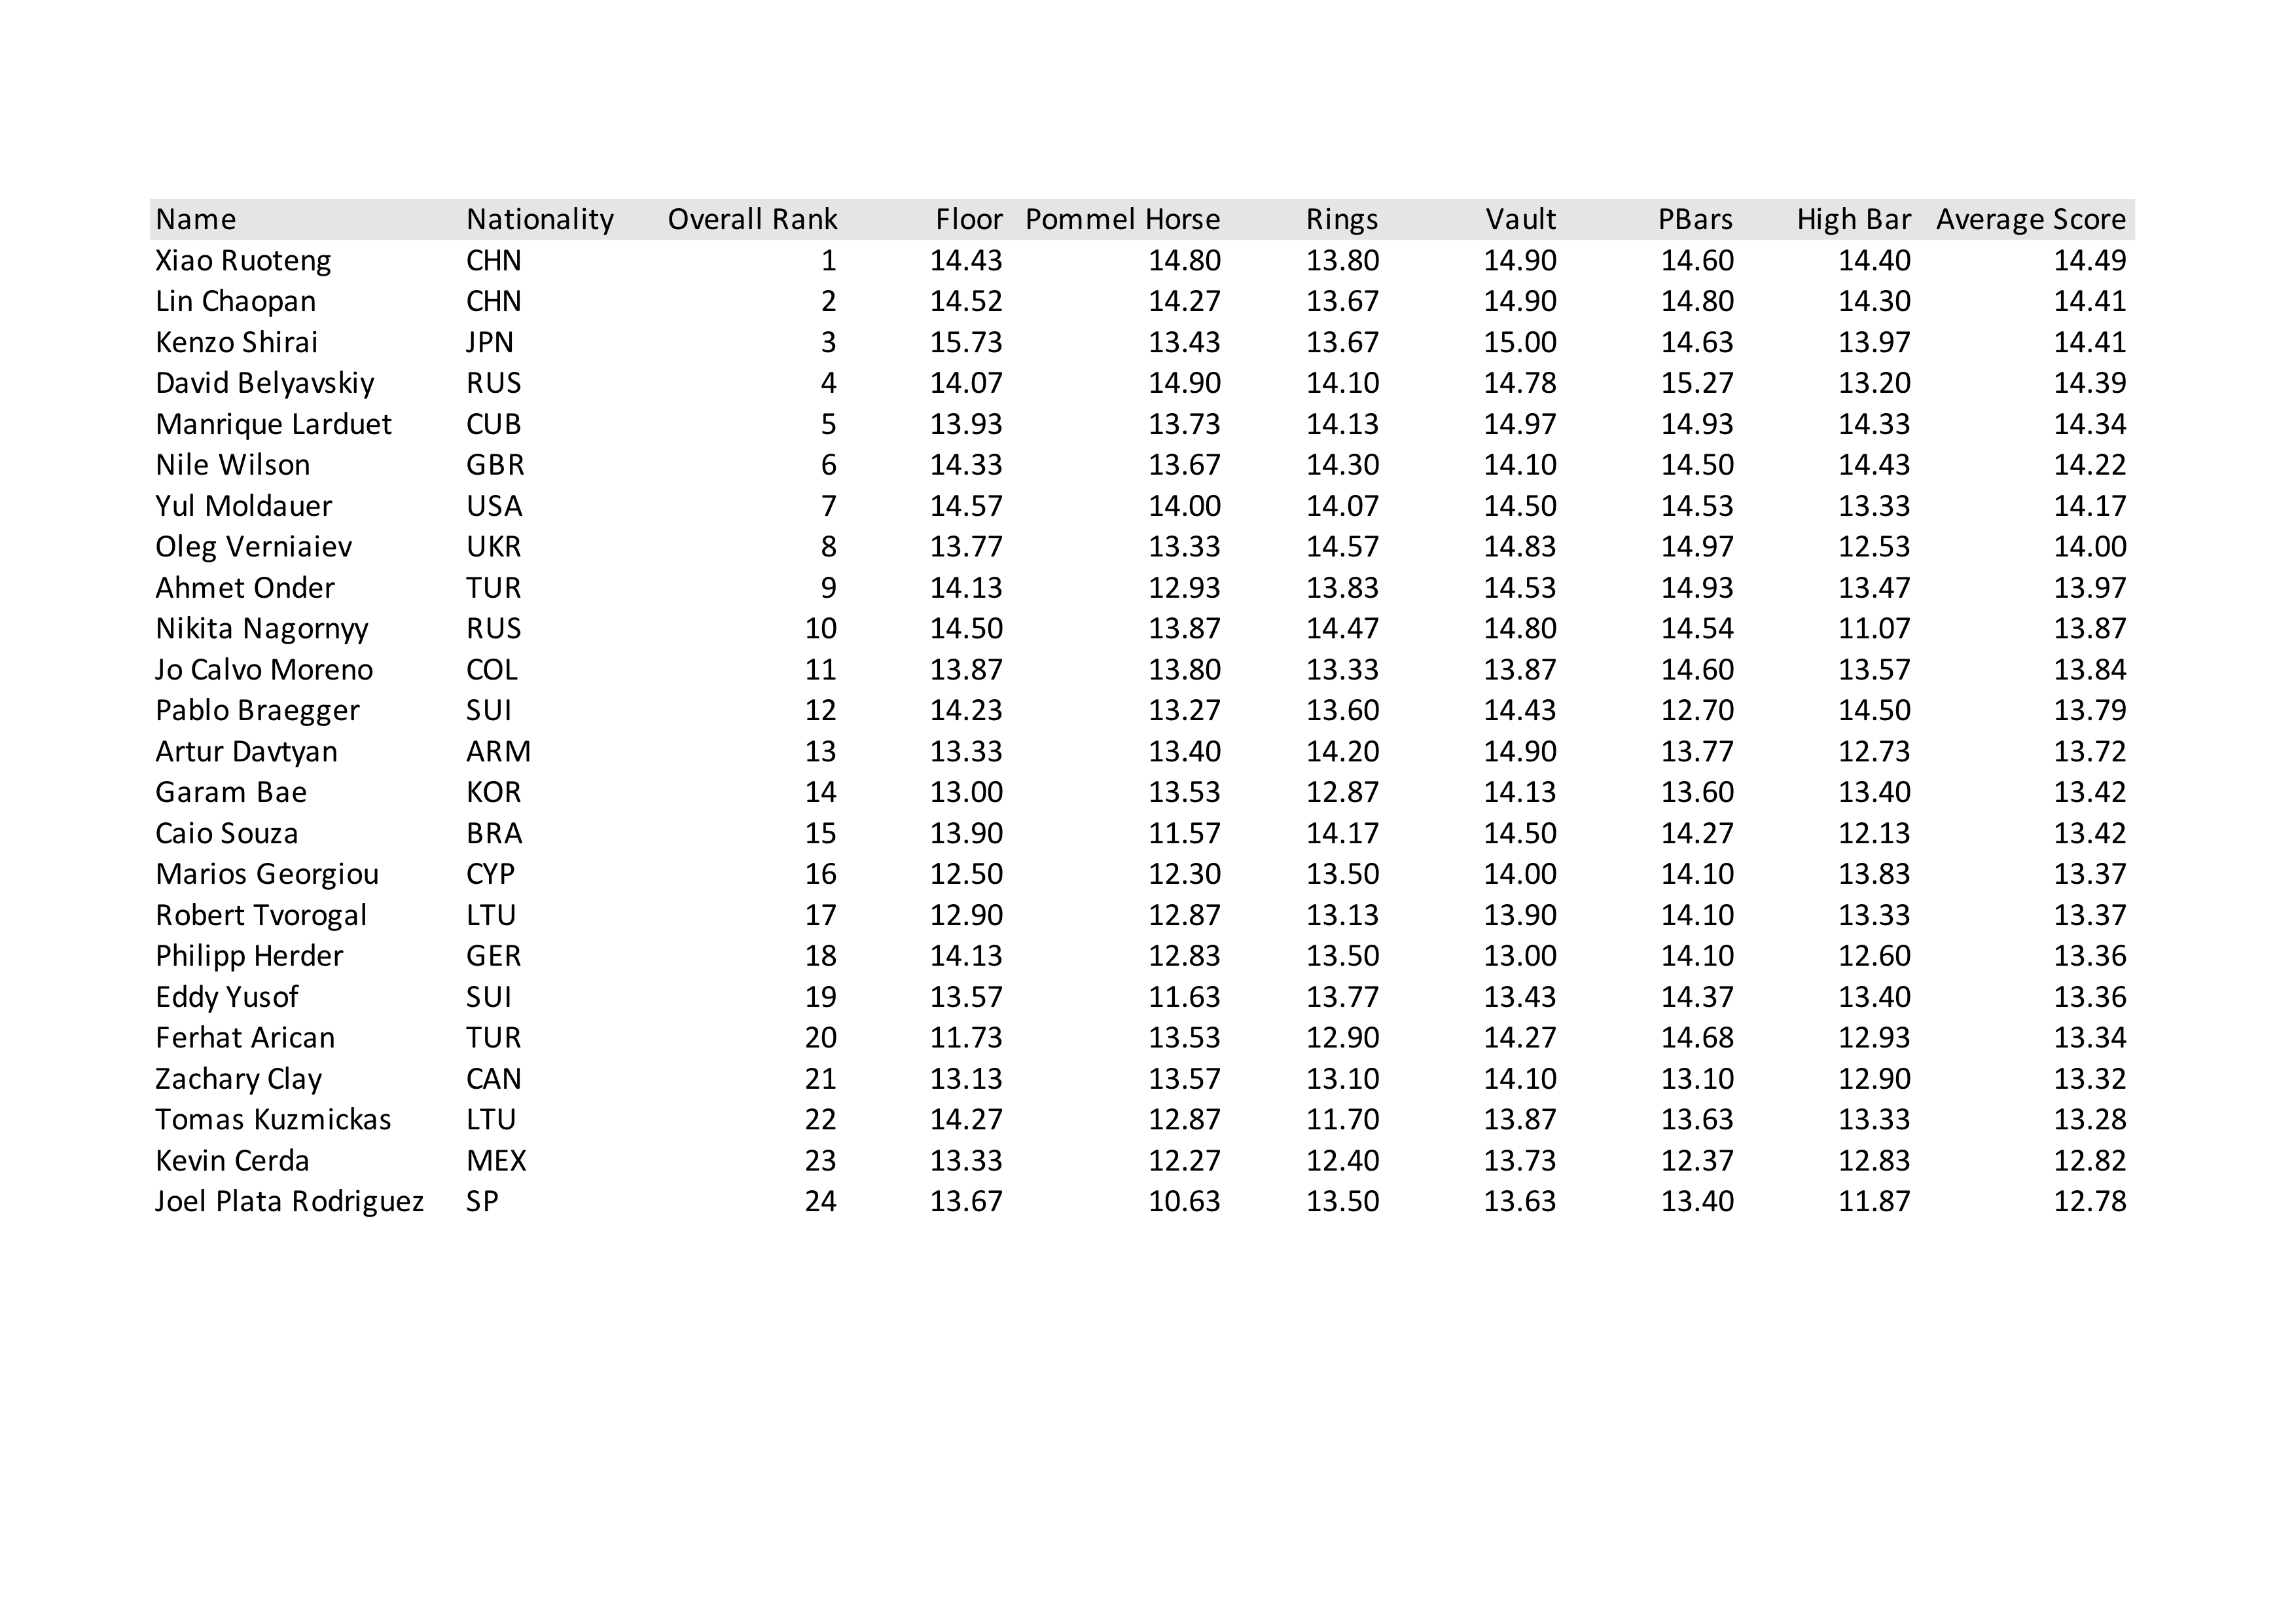 Name Nationality Overall Rank Floor Pommel Horse Rings Vault PBars High Bar Average Score
Xiao Ruoteng CHN 1 14.43 14.80 13.80 14.90 14.60 14.40 14.49
Lin Chaopan CHN 2 14.52 14.27 13.67 14.90 14.80 14.30 14.41
Kenzo Shirai JPN 3 15.73 13.43 13.67 15.00 14.63 13.97 14.41
David Belyavskiy RUS 4 14.07 14.90 14.10 14.78 15.27 13.20 14.39
Manrique Larduet CUB 5 13.93 13.73 14.13 14.97 14.93 14.33 14.34
Nile Wilson GBR 6 14.33 13.67 14.30 14.10 14.50 14.43 14.22
Yul Moldauer USA 7 14.57 14.00 14.07 14.50 14.53 13.33 14.17
Oleg Verniaiev UKR 8 13.77 13.33 14.57 14.83 14.97 12.53 14.00
Ahmet Onder TUR 9 14.13 12.93 13.83 14.53 14.93 13.47 13.97
Nikita Nagornyy RUS 10 14.50 13.87 14.47 14.80 14.54 11.07 13.87
Jo Calvo Moreno COL 11 13.87 13.80 13.33 13.87 14.60 13.57 13.84
Pablo Braegger SUI 12 14.23 13.27 13.60 14.43 12.70 14.50 13.79
Artur Davtyan ARM 13 13.33 13.40 14.20 14.90 13.77 12.73 13.72
Garam Bae KOR 14 13.00 13.53 12.87 14.13 13.60 13.40 13.42
Caio Souza BRA 15 13.90 11.57 14.17 14.50 14.27 12.13 13.42
Marios Georgiou CYP 16 12.50 12.30 13.50 14.00 14.10 13.83 13.37
Robert Tvorogal LTU 17 12.90 12.87 13.13 13.90 14.10 13.33 13.37
Philipp Herder GER 18 14.13 12.83 13.50 13.00 14.10 12.60 13.36
Eddy Yusof SUI 19 13.57 11.63 13.77 13.43 14.37 13.40 13.36
Ferhat Arican TUR 20 11.73 13.53 12.90 14.27 14.68 12.93 13.34
Zachary Clay CAN 21 13.13 13.57 13.10 14.10 13.10 12.90 13.32
Tomas Kuzmickas LTU 22 14.27 12.87 11.70 13.87 13.63 13.33 13.28
Kevin Cerda MEX 23 13.33 12.27 12.40 13.73 12.37 12.83 12.82
Joel Plata Rodriguez SP 24 13.67 10.63 13.50 13.63 13.40 11.87 12.78